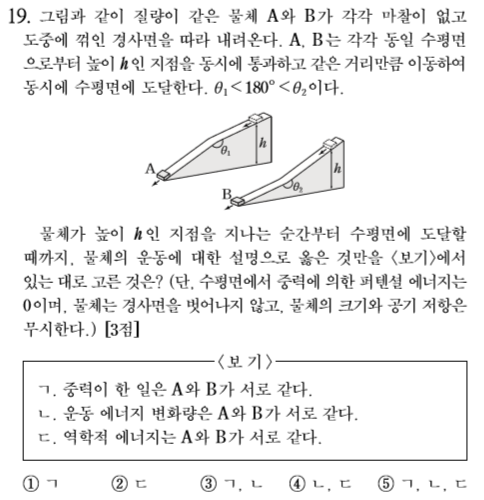 19. 그림과 같이 질량이 같은 물체 A와 B가 각각 마찰이 없고
도중에 꺾인 경사면을 따라 내려온다. A, B는 각각 동일 수평면
으로부터 높이 h인 지점을 동시에 통과하고 같은 거리만큼 이동하여
동시에 수평면에 도달한다. θ₁<180°<θ₂이다.
θ₁
h
A
θ₂
h
B
물체가 높이 h인 지점을 지나는 순간부터 수평면에 도달할
때까지, 물체의 운동에 대한 설명으로 옳은 것만을 <보기>에서
있는 대로 고른 것은? (단, 수평면에서 중력에 의한 퍼텐셜 에너지는
0이며, 물체는 경사면을 벗어나지 않고, 물체의 크기와 공기 저항은
무시한다.) [3점]
<보 기>
ㄱ. 중력이 한 일은 A와 B가 서로 같다.
ㄴ. 운동 에너지 변화량은 A와 B가 서로 같다.
ㄷ. 역학적 에너지는 A와 B가 서로 같다.
① ㄱ ② ㄷ ③ ㄱ, ㄴ ④ ㄴ, ㄷ ⑤ ㄱ, ㄴ, ㄷ